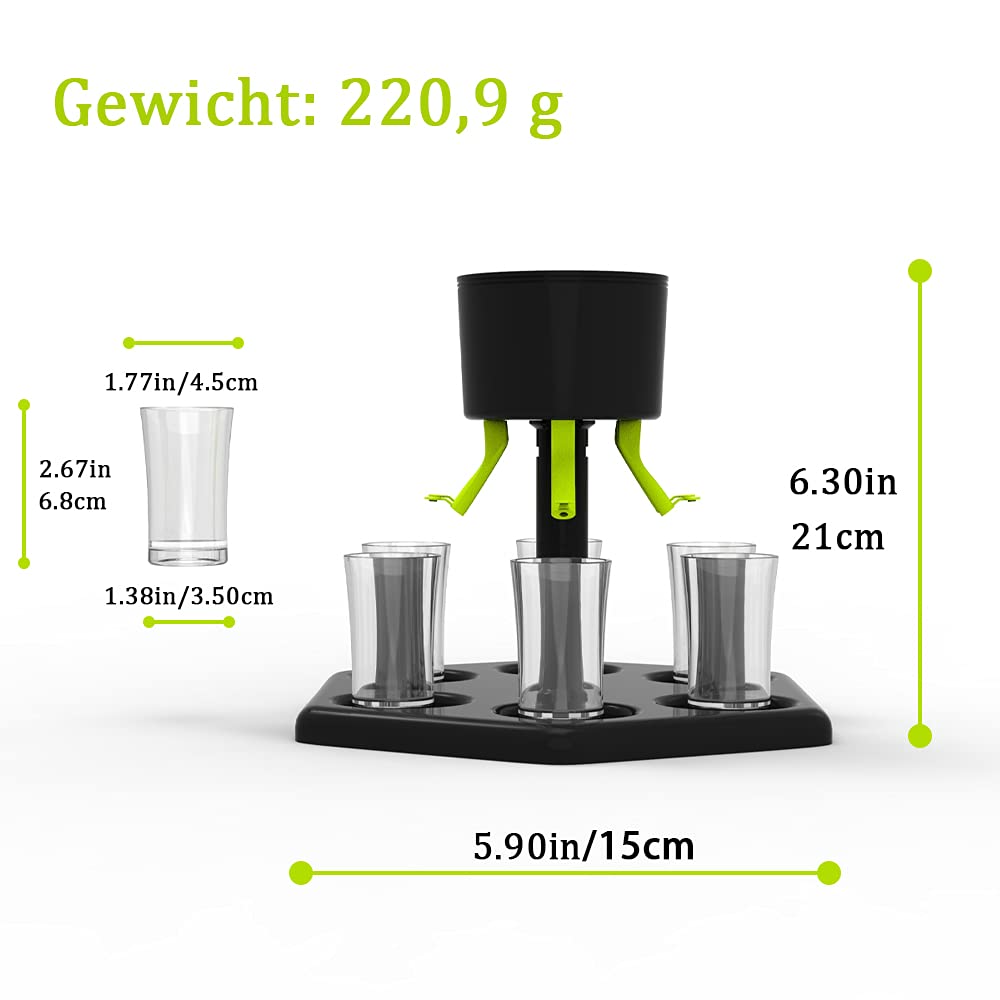 Gewicht: 220,9 g
1.77in/4.5cm
2.67in
6.8cm
1.38in/3.50cm
6.30in
21cm
5.90in/15cm